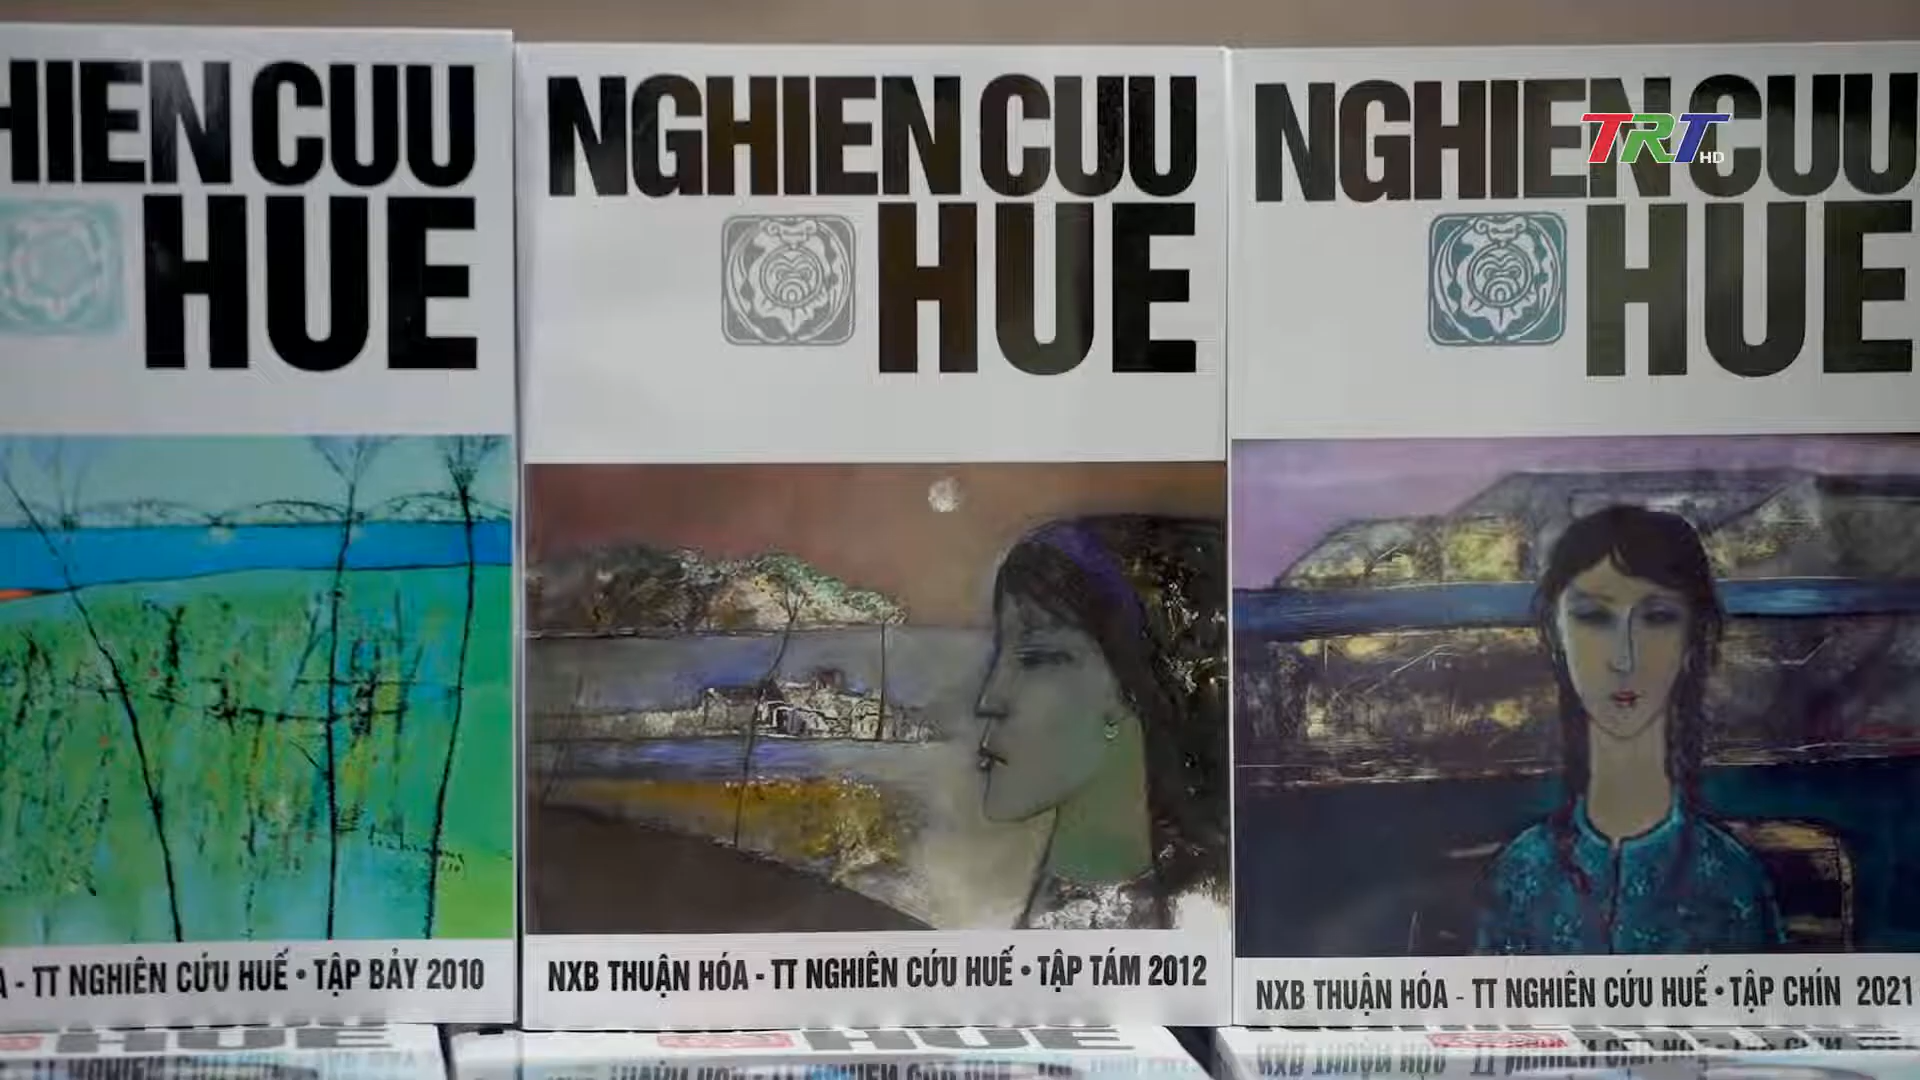 HIEN CUU
HUE
A - TT NGHIÊN CỨU HUẾ • TẬP BẢY 2010
NGHIEN CUU
HUE
NXB THUẬN HÓA - TT NGHIÊN CỨU HUẾ • TẬP TÁM 2012
NGHIEN CUU
HUE
NXB THUẬN HÓA - TT NGHIÊN CỨU HUẾ • TẬP CHÍN 2021
TRT HD
HUE